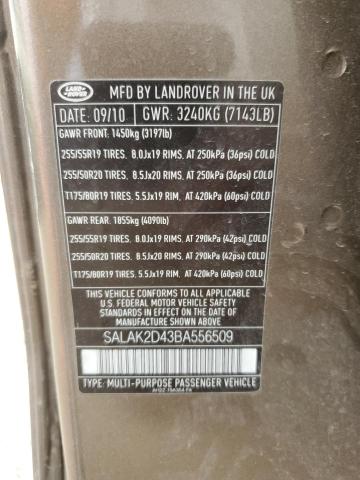 LAND ROVER
MFD BY LANDROVER IN THE UK
DATE: 09/10 GWR: 3240KG (7143LB)
GAWR FRONT: 1450kg (3197lb)
255/55R19 TIRES, 8.0Jx19 RIMS, AT 250kPa (36psi) COLD
255/50R20 TIRES, 8.5Jx20 RIMS, AT 250kPa (36psi) COLD
T175/80R19 TIRES, 5.5Jx19 RIM, AT 420kPa (60psi) COLD
GAWR REAR: 1855kg (4090lb)
255/55R19 TIRES, 8.0Jx19 RIMS, AT 290kPa (42psi) COLD
255/50R20 TIRES, 8.5Jx20 RIMS, AT 290kPa (42psi) COLD
T175/80R19 TIRES, 5.5Jx19 RIM, AT 420kPa (60psi) COLD
THIS VEHICLE CONFORMS TO ALL APPLICABLE
U.S. FEDERAL MOTOR VEHICLE SAFETY AND
THEFT PREVENTION STANDARDS IN EFFECT ON THE
DATE OF MANUFACTURE SHOWN ABOVE.
SALAK2D43BA556509
TYPE: MULTI-PURPOSE PASSENGER VEHICLE